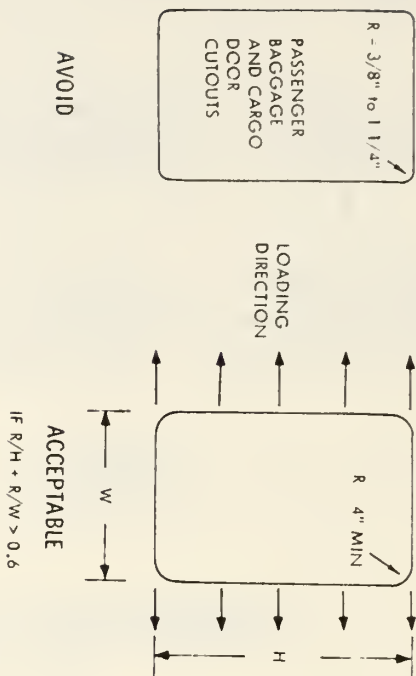 R - 3/8" to 1 1/4"
PASSENGER
BAGGAGE
AND CARGO
DOOR
CUTOUTS
AVOID
LOADING
DIRECTION
R 4" MIN
H
W
ACCEPTABLE
IF R/H + R/W > 0.6